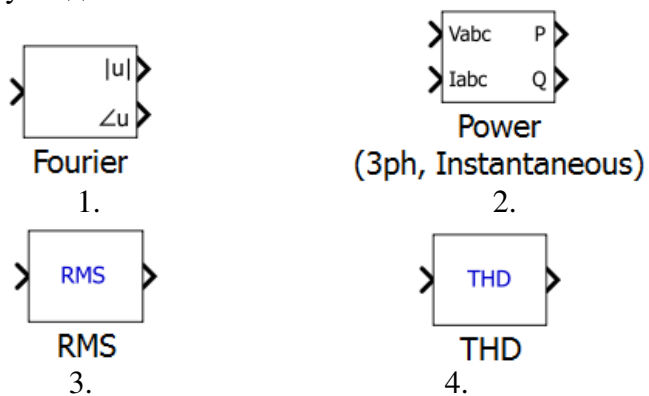 |u|
∠u
Fourier
1.
Vabc P
Iabc Q
Power
(3ph, Instantaneous)
2.
RMS
RMS
3.
THD
THD
4.